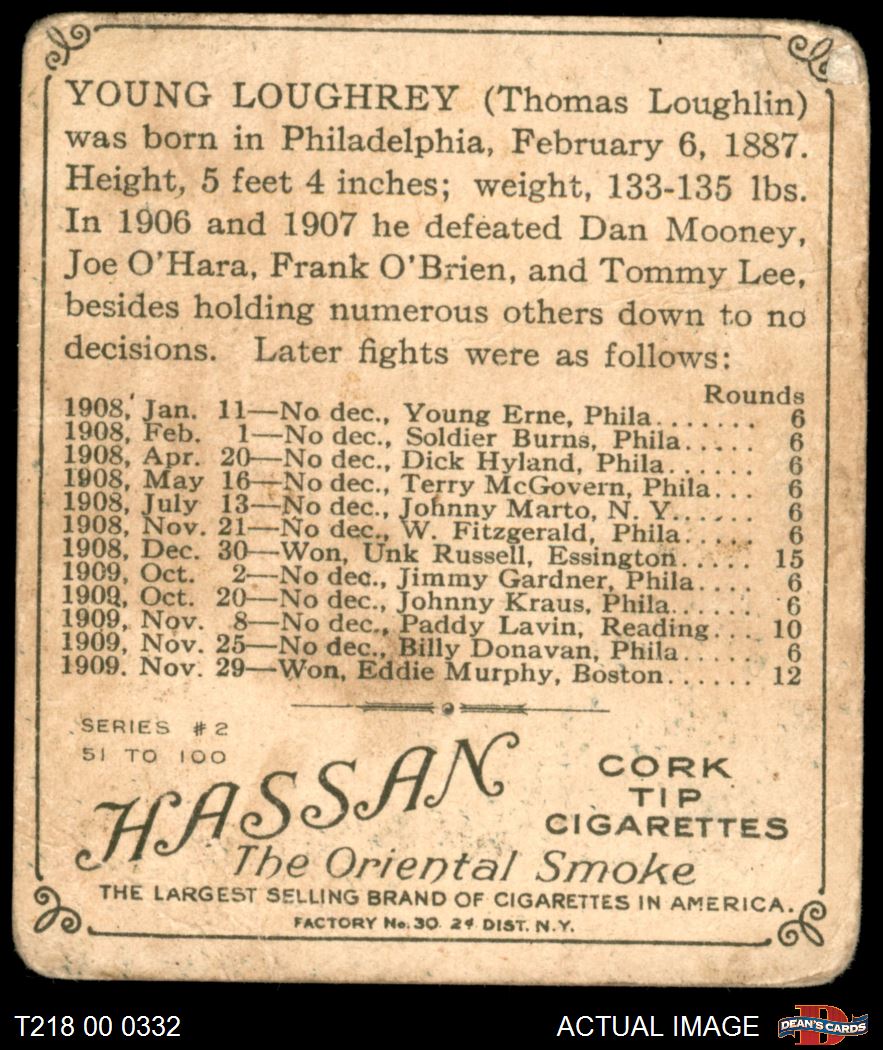 YOUNG LOUGHREY (Thomas Loughlin)
was born in Philadelphia, February 6, 1887.
Height, 5 feet 4 inches; weight, 133-135 lbs.
In 1906 and 1907 he defeated Dan Mooney,
Joe O'Hara, Frank O'Brien, and Tommy Lee,
besides holding numerous others down to no
decisions. Later fights were as follows:
Rounds
1908, Jan. 11—No dec., Young Erne, Phila....... 6
1908, Feb. 1—No dec., Soldier Burns, Phila...... 6
1908, Apr. 20—No dec., Dick Hyland, Phila...... 6
1908, May 16—No dec., Terry McGovern, Phila... 6
1908, July 13—No dec., Johnny Marto, N. Y...... 6
1908, Nov. 21—No dec., W. Fitzgerald, Phila...... 6
1908, Dec. 30—Won, Unk Russell, Essington..... 15
1909, Oct. 2—No dec., Jimmy Gardner, Phila..... 6
1909, Oct. 20—No dec., Johnny Kraus, Phila...... 6
1909, Nov. 8—No dec., Paddy Lavin, Reading... 10
1909, Nov. 25—No dec., Billy Donavan, Phila..... 6
1909. Nov. 29—Won, Eddie Murphy, Boston...... 12
SERIES #2
51 TO 100
HASSAN
CORK
TIP
CIGARETTES
The Oriental Smoke
THE LARGEST SELLING BRAND OF CIGARETTES IN AMERICA.
FACTORY No. 30. 2d DIST. N.Y.
T218 00 0332
ACTUAL IMAGE
DEAN'S CARDS